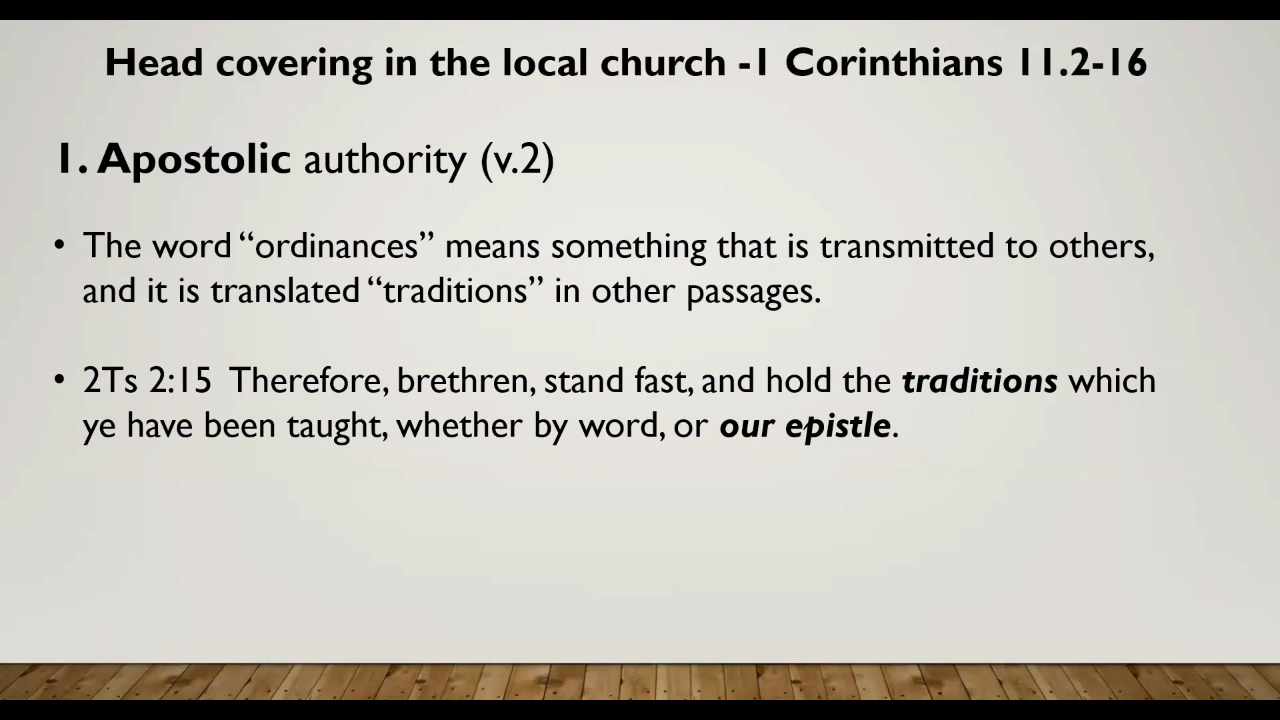 Head covering in the local church -1 Corinthians 11.2-16
1. Apostolic authority (v.2)
• The word “ordinances” means something that is transmitted to others,
and it is translated “traditions” in other passages.
• 2Ts 2:15 Therefore, brethren, stand fast, and hold the traditions which
ye have been taught, whether by word, or our epistle.